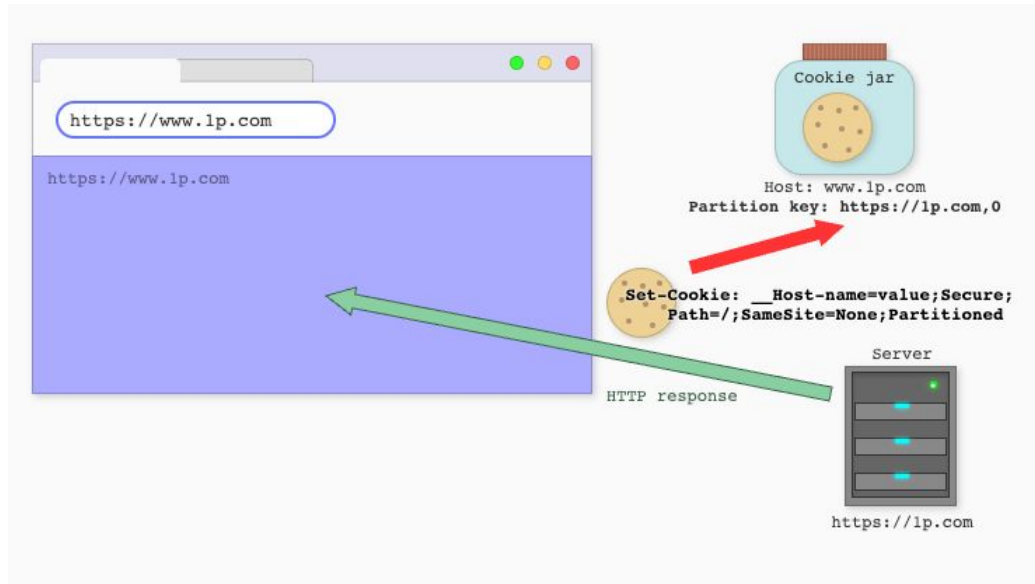 https://www.1p.com
https://www.1p.com
Cookie jar
Host: www.1p.com
Partition key: https://1p.com,0
Set-Cookie: __Host-name=value;Secure;
Path=/;SameSite=None;Partitioned
HTTP response
Server
https://1p.com